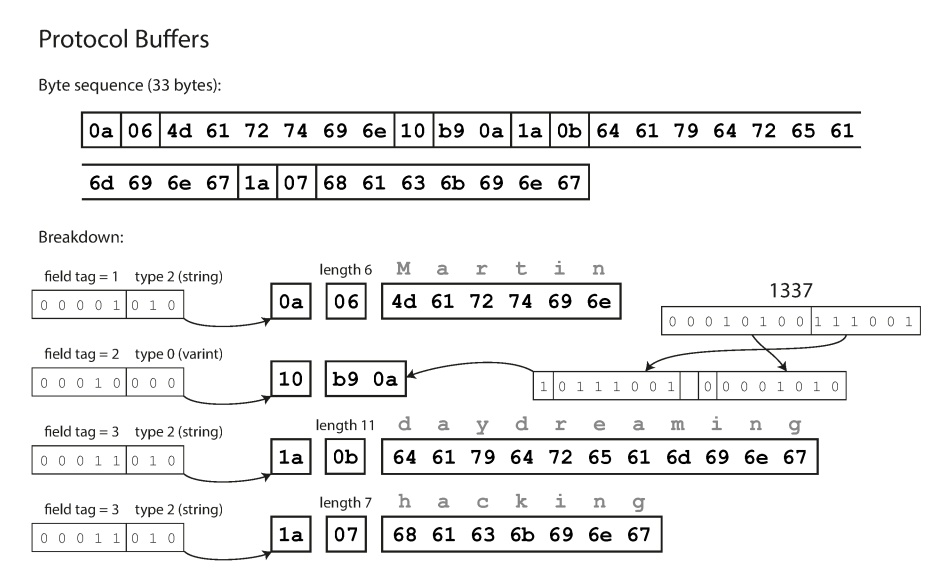 Protocol Buffers
Byte sequence (33 bytes):
0a 06 4d 61 72 74 69 6e 10 b9 0a 1a 0b 64 61 79 64 72 65 61
6d 69 6e 67 1a 07 68 61 63 6b 69 6e 67
Breakdown:
field tag = 1 type 2 (string) length 6 M a r t i n
0 0 0 0 1 0 1 0 0a 06 4d 61 72 74 69 6e
1337
0 0 0 1 0 1 0 0 1 1 1 0 0 1
field tag = 2 type 0 (varint)
0 0 0 1 0 0 0 0 10 b9 0a 1 0 1 1 1 0 0 1 0 0 0 0 1 0 1 0
field tag = 3 type 2 (string) length 11 d a y d r e a m i n g
0 0 0 1 1 0 1 0 1a 0b 64 61 79 64 72 65 61 6d 69 6e 67
field tag = 3 type 2 (string) length 7 h a c k i n g
0 0 0 1 1 0 1 0 1a 07 68 61 63 6b 69 6e 67